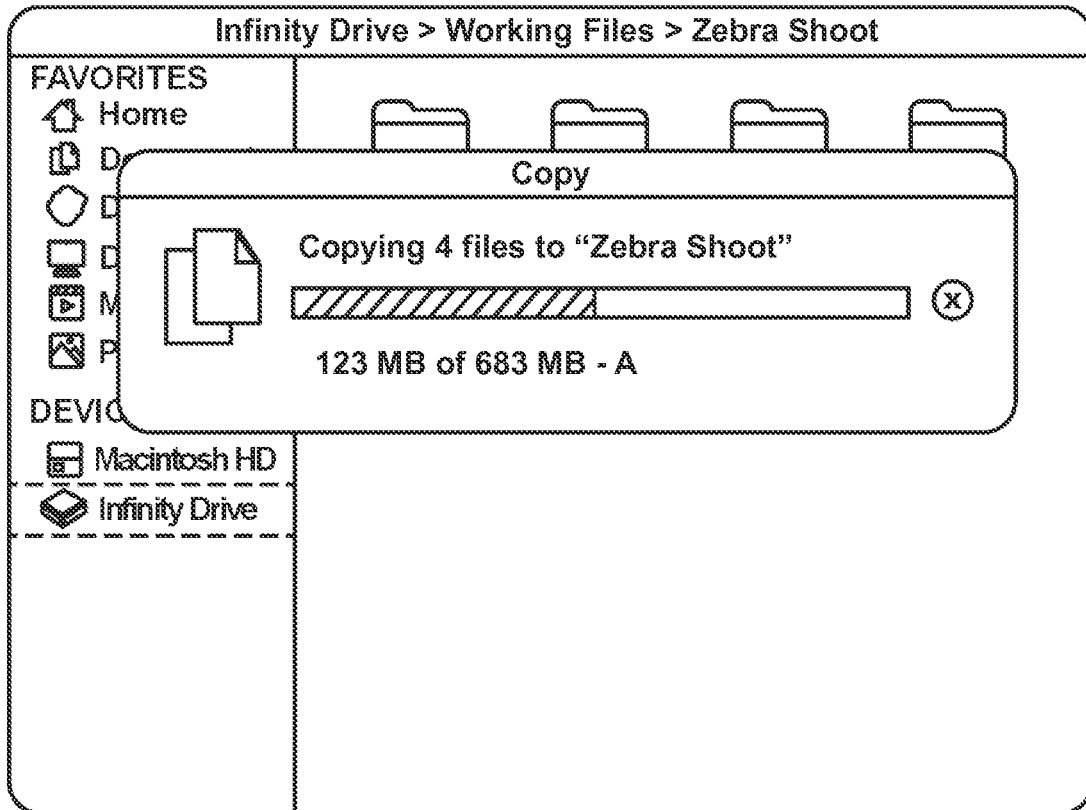 Infinity Drive > Working Files > Zebra Shoot
FAVORITES
Home
D
D
M
P
Copy
Copying 4 files to “Zebra Shoot”
x
123 MB of 683 MB - A
Macintosh HD
Infinity Drive